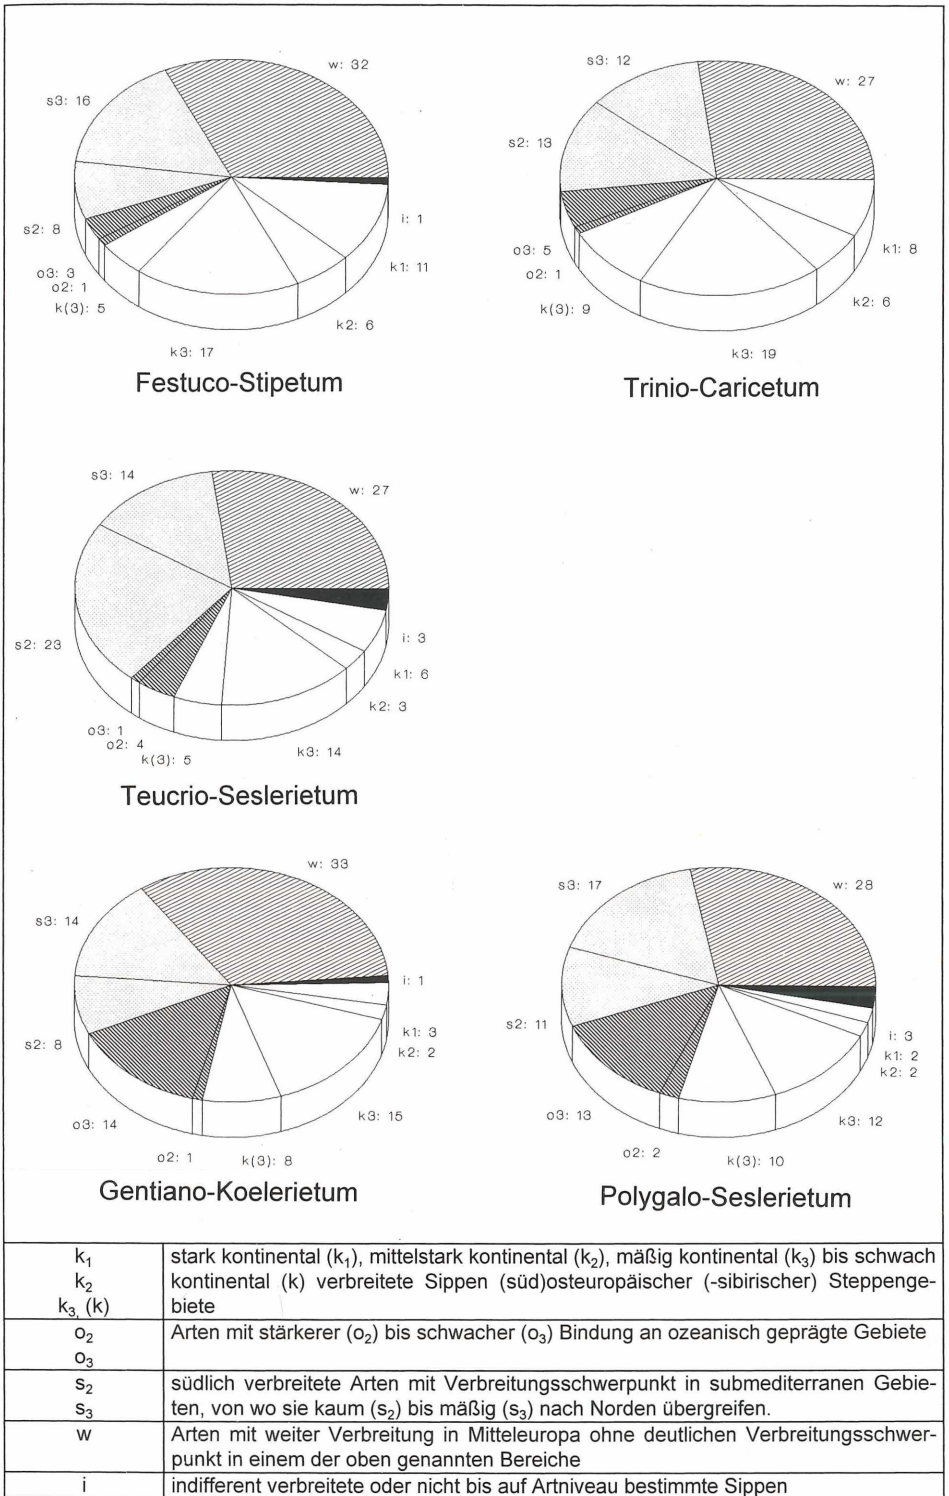 w: 32
s3: 16
s2: 8
o3: 3
o2: 1
k(3): 5
k3: 17
k2: 6
k1: 11
i: 1
Festuco-Stipetum
s3: 12
w: 27
s2: 13
o3: 5
o2: 1
k(3): 9
k3: 19
k2: 6
k1: 8
Trinio-Caricetum
s3: 14
w: 27
s2: 23
o3: 1
o2: 4
k(3): 5
k3: 14
k2: 3
k1: 6
i: 3
Teucrio-Seslerietum
w: 33
s3: 14
s2: 8
o3: 14
o2: 1
k(3): 8
k3: 15
k2: 2
k1: 3
i: 1
Gentiano-Koelerietum
s3: 17
w: 28
s2: 11
o3: 13
o2: 2
k(3): 10
k3: 12
k2: 2
k1: 2
i: 3
Polygalo-Seslerietum
k₁ stark kontinental (k₁), mittelstark kontinental (k₂), mäßig kontinental (k₃) bis schwach
k₂ kontinental (k) verbreitete Sippen (süd)osteuropäischer (-sibirischer) Steppenge-
k₃, (k) biete
o₂ Arten mit stärkerer (o₂) bis schwacher (o₃) Bindung an ozeanisch geprägte Gebiete
o₃
s₂ südlich verbreitete Arten mit Verbreitungsschwerpunkt in submediterranen Gebie-
s₃ ten, von wo sie kaum (s₂) bis mäßig (s₃) nach Norden übergreifen.
w Arten mit weiter Verbreitung in Mitteleuropa ohne deutlichen Verbreitungsschwer-
punkt in einem der oben genannten Bereiche
i indifferent verbreitete oder nicht bis auf Artniveau bestimmte Sippen